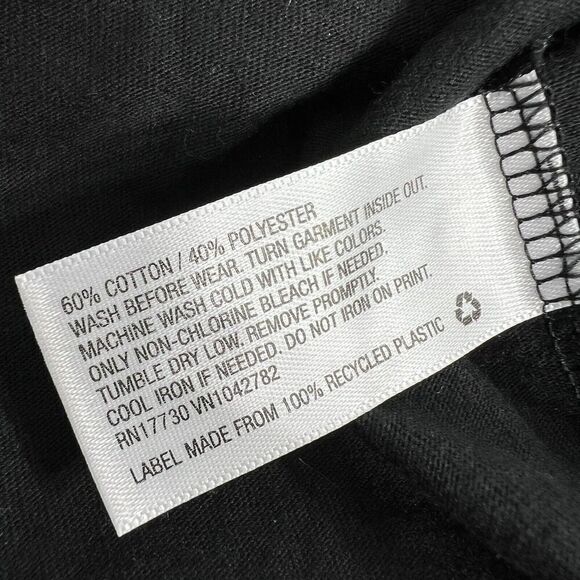 60% COTTON / 40% POLYESTER
WASH BEFORE WEAR. TURN GARMENT INSIDE OUT.
MACHINE WASH COLD WITH LIKE COLORS.
ONLY NON-CHLORINE BLEACH IF NEEDED.
TUMBLE DRY LOW, REMOVE PROMPTLY.
COOL IRON IF NEEDED. DO NOT IRON ON PRINT.
RN17730 VN1042782
LABEL MADE FROM 100% RECYCLED PLASTIC